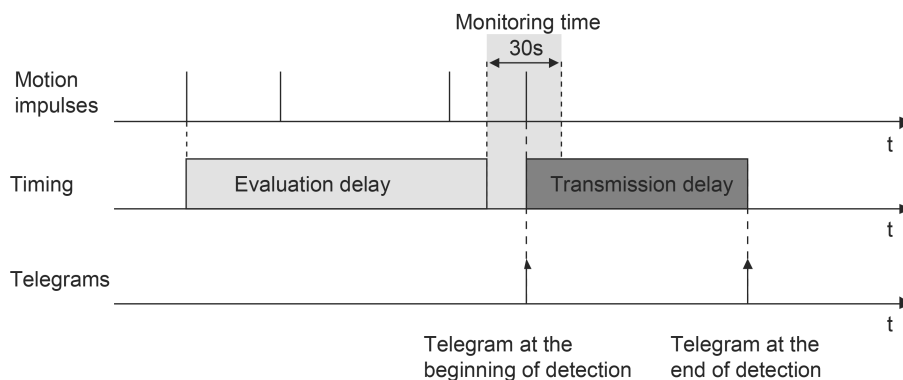 Monitoring time
30s
Motion
impulses
t
Timing
Evaluation delay
Transmission delay
t
Telegrams
t
Telegram at the
beginning of detection
Telegram at the
end of detection